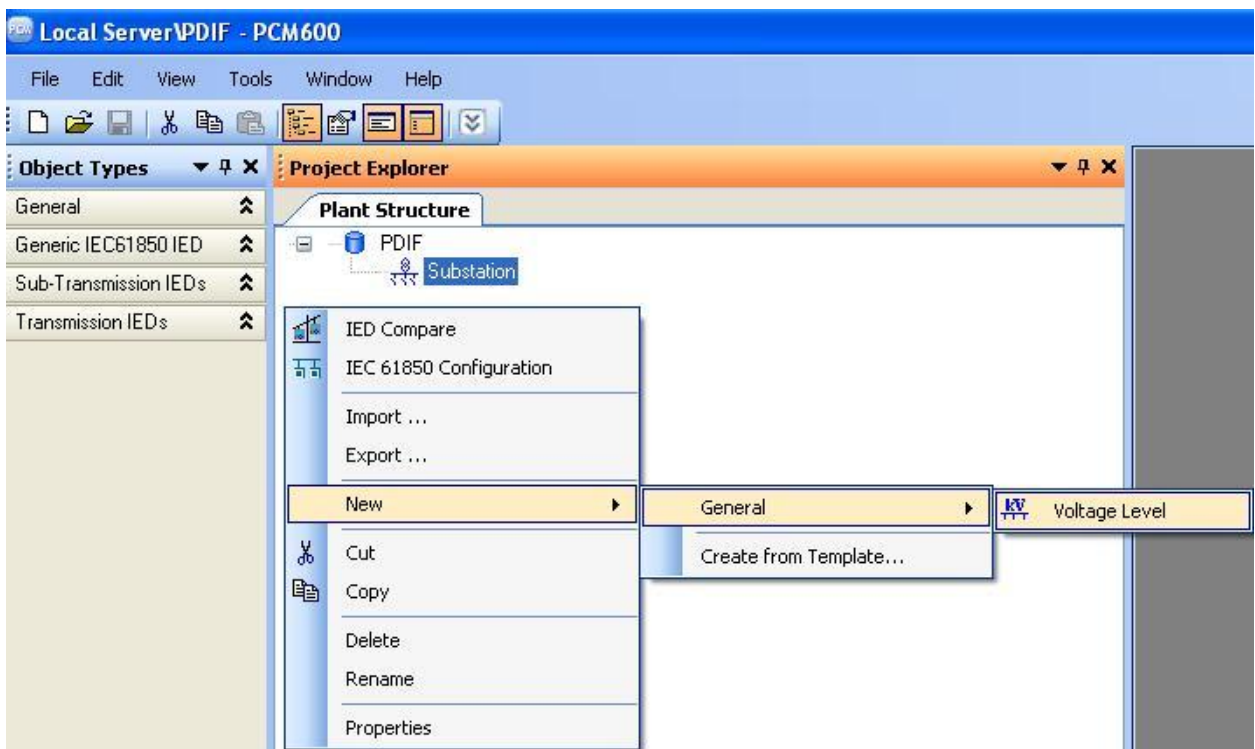 Local Server\PDIF - PCM600
File Edit View Tools Window Help
Object Types
Project Explorer
General
Plant Structure
Generic IEC61850 IED
PDIF
Sub-Transmission IEDs
Substation
Transmission IEDs
IED Compare
IEC 61850 Configuration
Import ...
Export ...
New
General
kV Voltage Level
Create from Template...
Cut
Copy
Delete
Rename
Properties